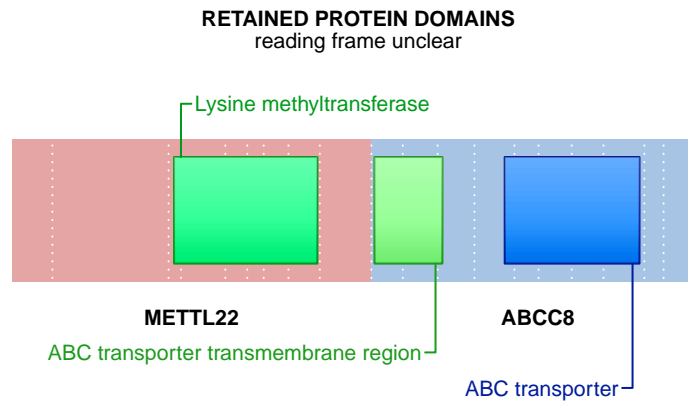 RETAINED PROTEIN DOMAINS
reading frame unclear
Lysine methyltransferase
METTL22
ABCC8
ABC transporter transmembrane region
ABC transporter